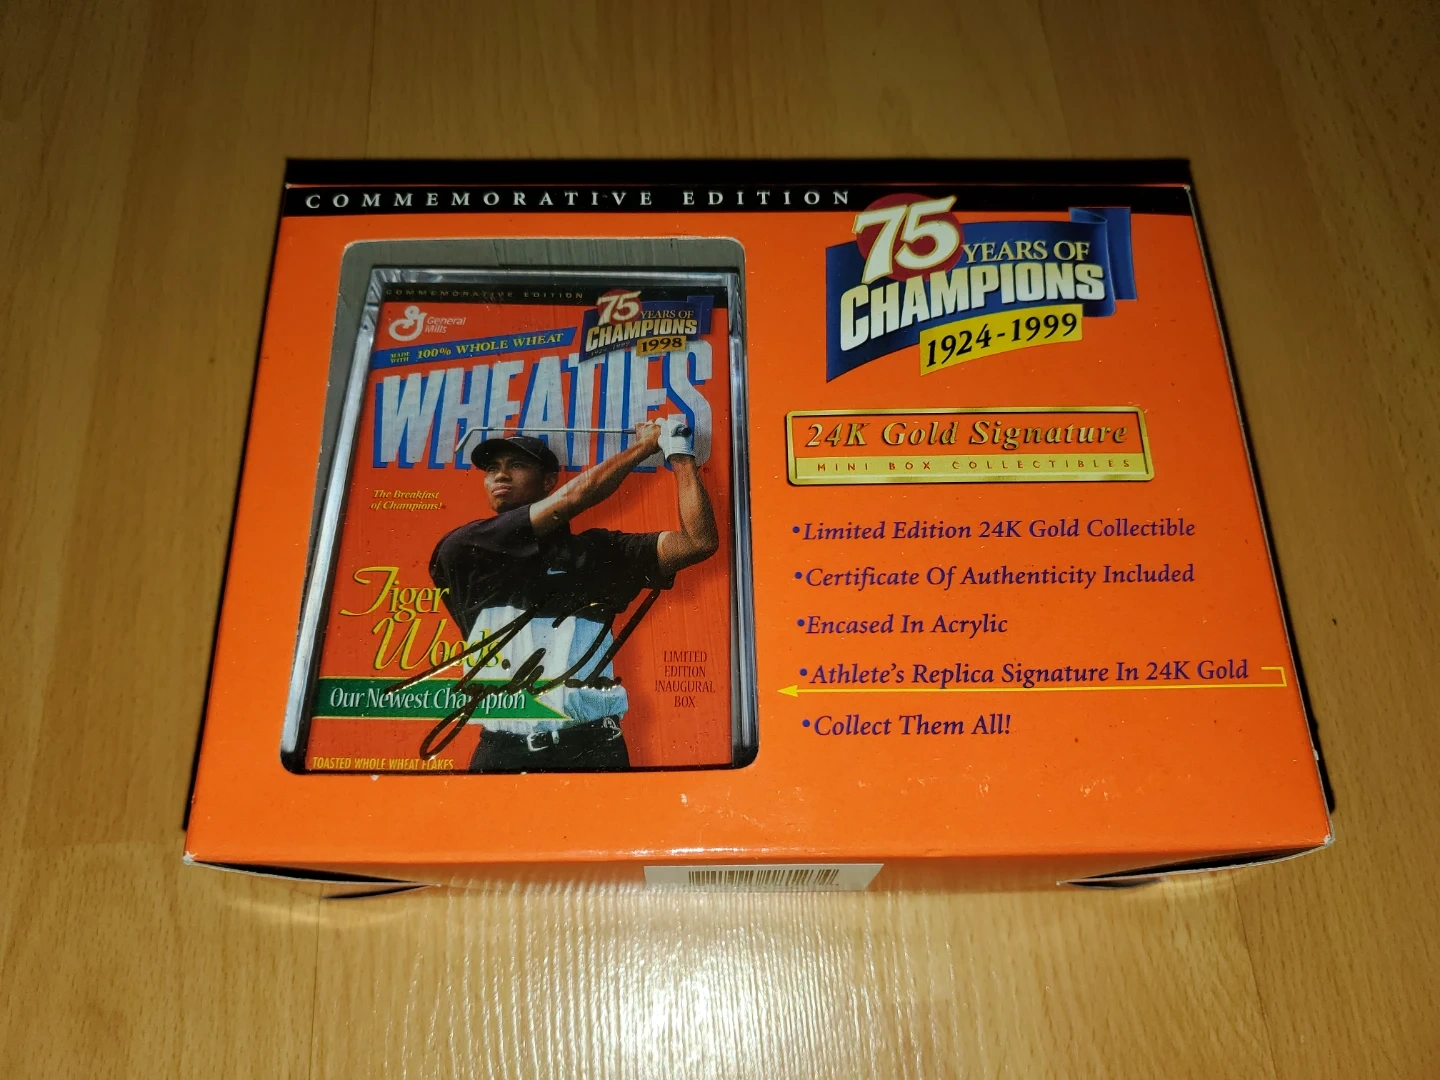 COMMEMORATIVE EDITION
75
YEARS OF
CHAMPIONS
1924-1999
24K Gold Signature
MINI BOX COLLECTIBLES
•Limited Edition 24K Gold Collectible
•Certificate Of Authenticity Included
•Encased In Acrylic
•Athlete's Replica Signature In 24K Gold
•Collect Them All!
COMMEMORATIVE EDITION
General
Mills
75
YEARS OF
CHAMPIONS
1924-1999
1998
MADE
WITH
100% WHOLE WHEAT
WHEATIES
The Breakfast
of Champions!
Tiger
Woods
Our Newest Champion
LIMITED
EDITION
INAUGURAL
BOX
TOASTED WHOLE WHEAT FLAKES